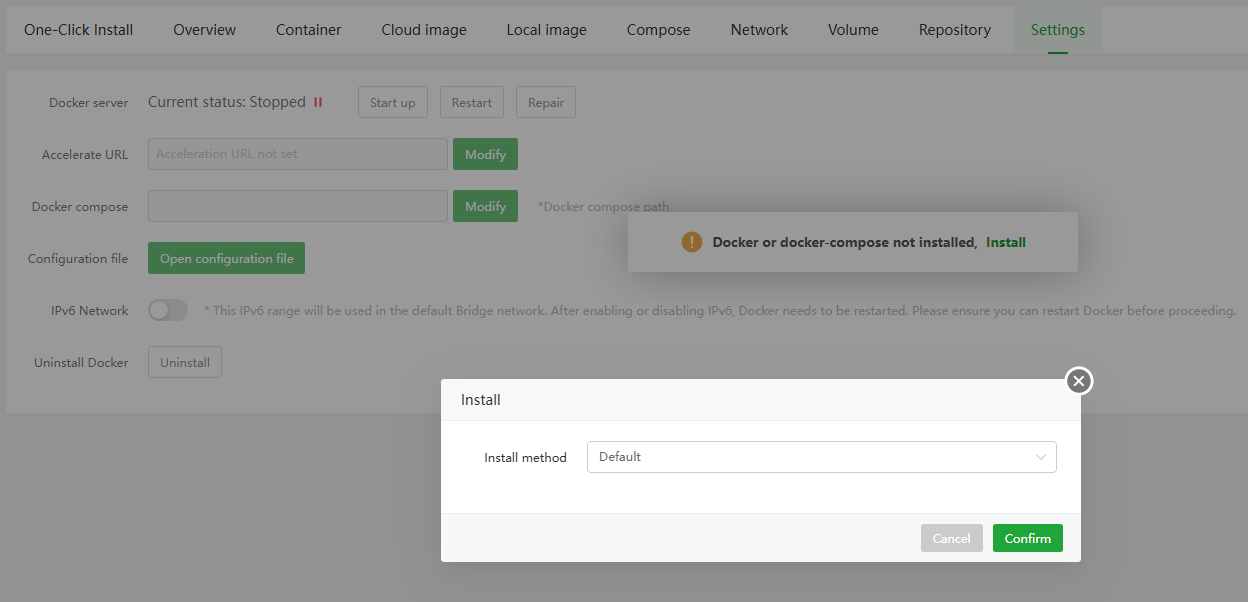 One-Click Install Overview Container Cloud image Local image Compose Network Volume Repository Settings
Docker server Current status: Stopped Start up Restart Repair
Accelerate URL Acceleration URL not set Modify
Docker compose Modify *Docker compose path
Docker or docker-compose not installed, Install
Configuration file Open configuration file
IPv6 Network * This IPv6 range will be used in the default Bridge network. After enabling or disabling IPv6, Docker needs to be restarted. Please ensure you can restart Docker before proceeding.
Uninstall Docker Uninstall
Install
Install method Default
Cancel Confirm